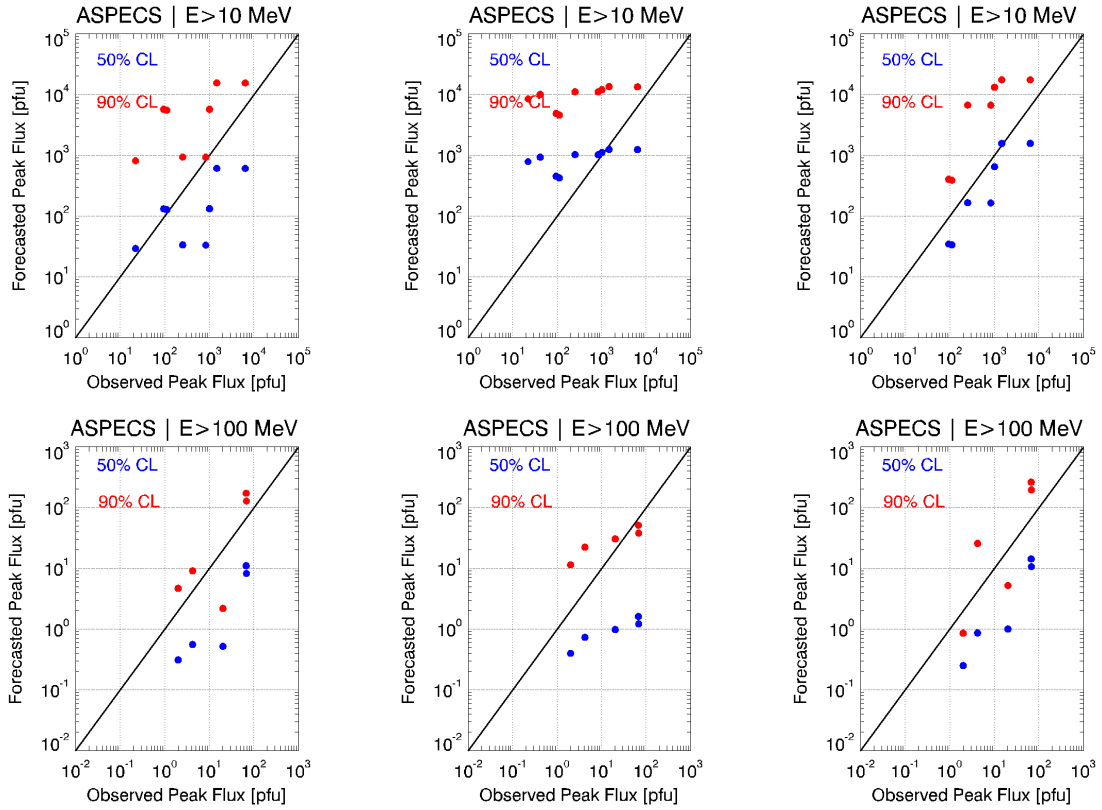 ASPECS | E>10 MeV
50% CL
90% CL
Forecasted Peak Flux [pfu]
10^5
10^4
10^3
10^2
10^1
10^0
10^0 10^1 10^2 10^3 10^4 10^5
Observed Peak Flux [pfu]
ASPECS | E>10 MeV
50% CL
90% CL
Forecasted Peak Flux [pfu]
10^5
10^4
10^3
10^2
10^1
10^0
10^0 10^1 10^2 10^3 10^4 10^5
Observed Peak Flux [pfu]
ASPECS | E>10 MeV
50% CL
90% CL
Forecasted Peak Flux [pfu]
10^5
10^4
10^3
10^2
10^1
10^0
10^0 10^1 10^2 10^3 10^4 10^5
Observed Peak Flux [pfu]
ASPECS | E>100 MeV
50% CL
90% CL
Forecasted Peak Flux [pfu]
10^3
10^2
10^1
10^0
10^-1
10^-2
10^-2 10^-1 10^0 10^1 10^2 10^3
Observed Peak Flux [pfu]
ASPECS | E>100 MeV
50% CL
90% CL
Forecasted Peak Flux [pfu]
10^3
10^2
10^1
10^0
10^-1
10^-2
10^-2 10^-1 10^0 10^1 10^2 10^3
Observed Peak Flux [pfu]
ASPECS | E>100 MeV
50% CL
90% CL
Forecasted Peak Flux [pfu]
10^3
10^2
10^1
10^0
10^-1
10^-2
10^-2 10^-1 10^0 10^1 10^2 10^3
Observed Peak Flux [pfu]